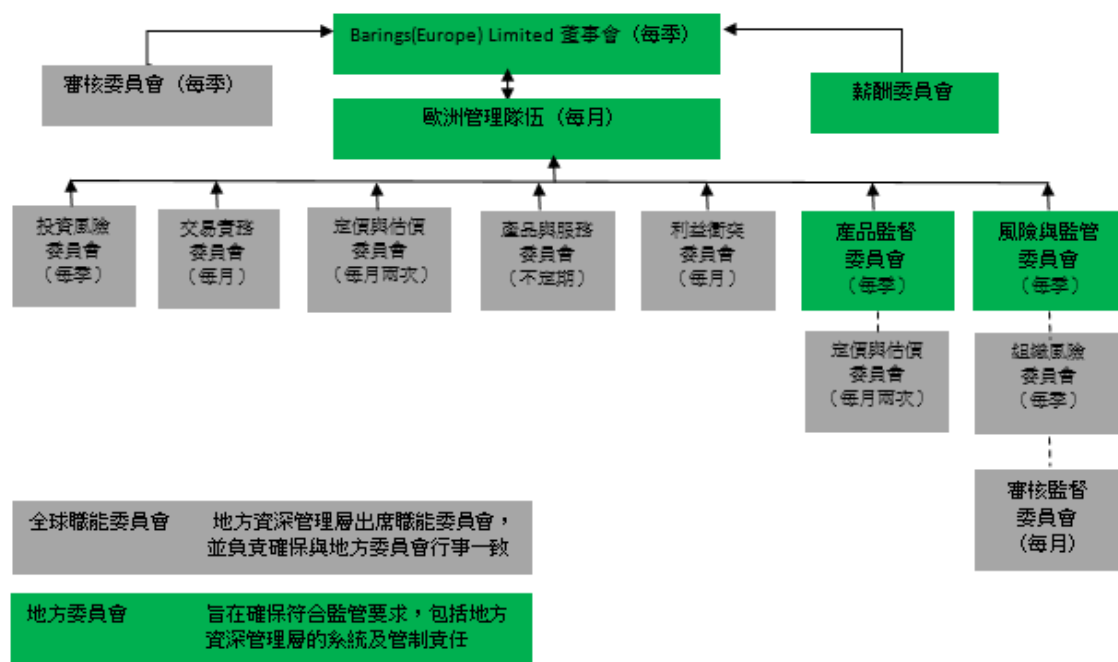 Barings(Europe) Limited 董事會（每季）
審核委員會（每季）
薪酬委員會
歐洲管理隊伍（每月）
投資風險
委員會
（每季）
交易責務
委員會
（每月）
定價與估價
委員會
（每月兩次）
產品與服務
委員會
（不定期）
利益衝突
委員會
（每月）
產品監督
委員會
（每季）
風險與監管
委員會
（每季）
定價與估價
委員會
（每月兩次）
組織風險
委員會
（每季）
審核監督
委員會
（每月）
全球職能委員會 地方資深管理層出席職能委員會，
並負責確保與地方委員會行事一致
地方委員會 旨在確保符合監管要求，包括地方
資深管理層的系統及管制責任